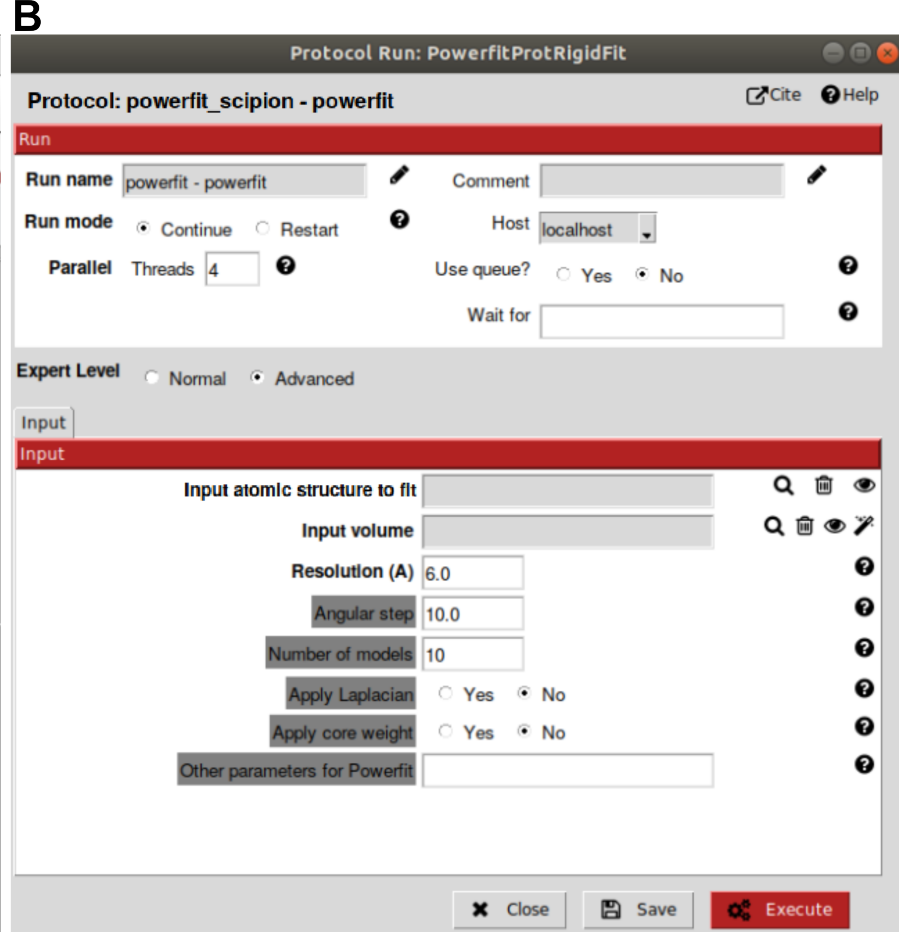 B
Protocol Run: PowerfitProtRigidFit
Protocol: powerfit_scipion - powerfit Cite Help
Run
Run name powerfit - powerfit Comment
Run mode Continue Restart Host localhost
Parallel Threads 4 Use queue? Yes No
Wait for
Expert Level Normal Advanced
Input
Input
Input atomic structure to fit
Input volume
Resolution (A) 6.0
Angular step 10.0
Number of models 10
Apply Laplacian Yes No
Apply core weight Yes No
Other parameters for Powerfit
Close Save Execute